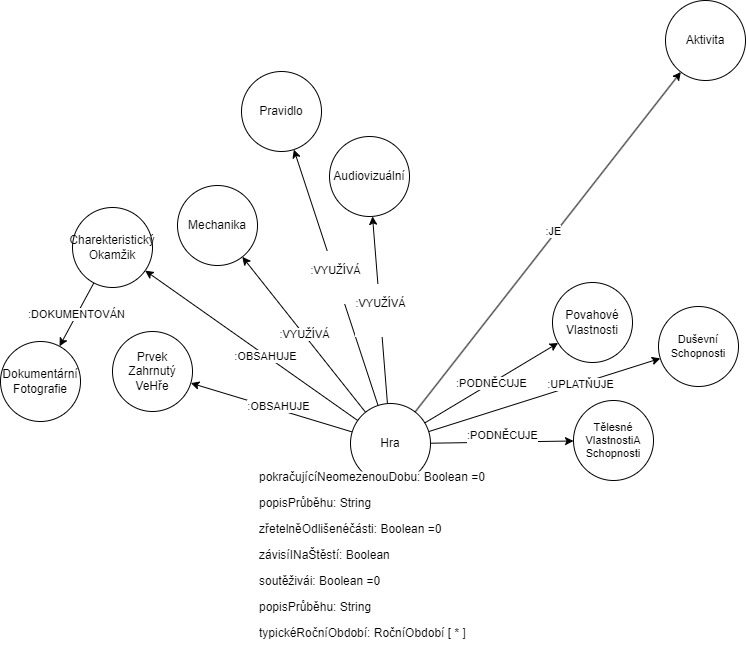 Aktivita
Pravidlo
Audiovizuální
Mechanika
Charekteristický
Okamžik
:JE
:VYUŽÍVÁ
:VYUŽÍVÁ
:DOKUMENTOVÁN
:VYUŽÍVÁ
Povahové
Vlastnosti
Duševní
Schopnosti
:OBSAHUJE
Prvek
Zahrnutý
VeHře
Dokumentární
Fotografie
:PODNĚCUJE
:UPLATŇUJE
:OBSAHUJE
Hra
:PODNĚCUJE
Tělesné
VlastnostiA
Schopnosti
pokračujícíNeomezenouDobu: Boolean =0
popisPrůběhu: String
zřetelněOdlišenéčásti: Boolean =0
závisíINaŠtěstí: Boolean
soutěživái: Boolean =0
popisPrůběhu: String
typickéRočníObdobí: RočníObdobí [ * ]